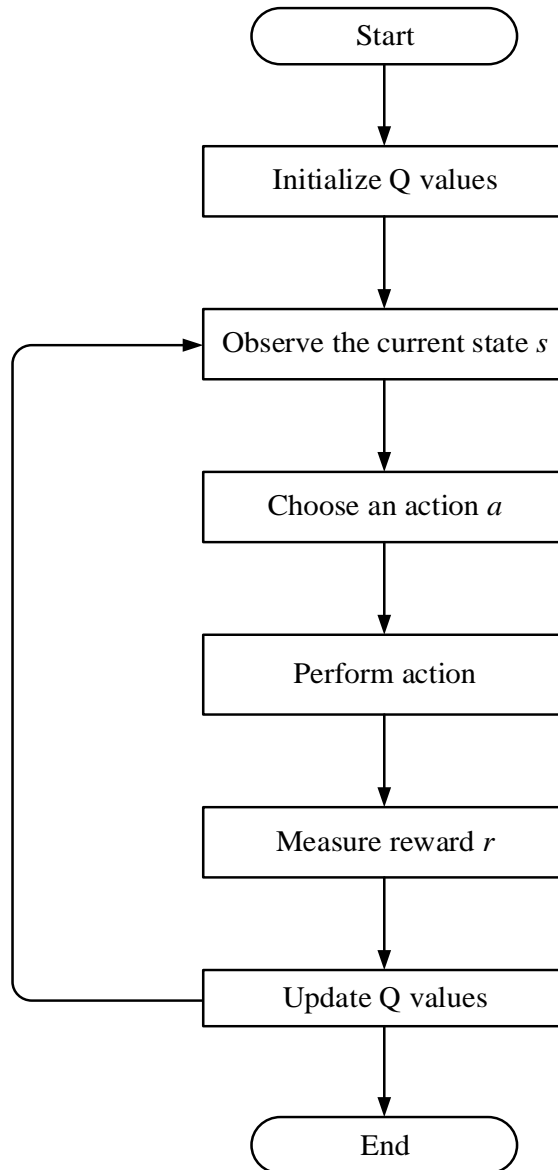 Start
Initialize Q values
Observe the current state s
Choose an action a
Perform action
Measure reward r
Update Q values
End